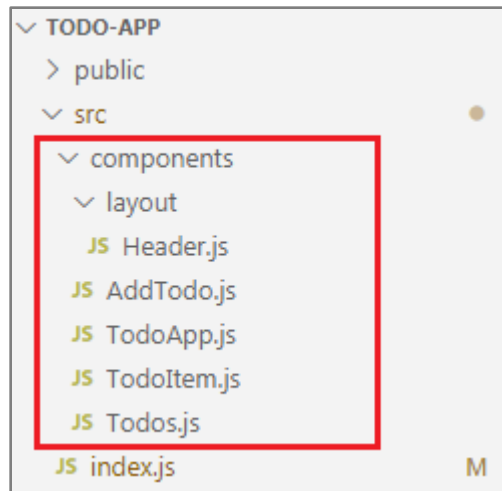 TODO-APP
public
src
components
layout
JS Header.js
JS AddTodo.js
JS TodoApp.js
JS TodoItem.js
JS Todos.js
JS index.js M